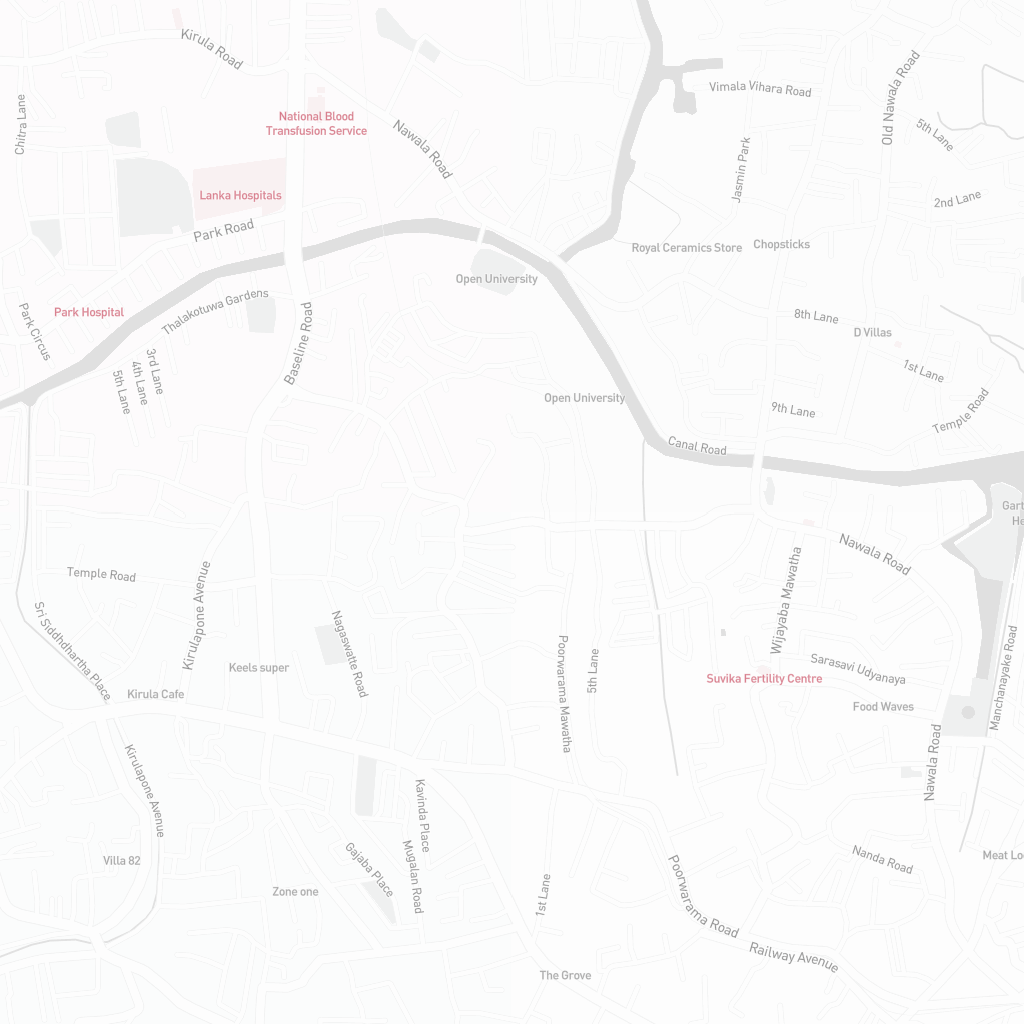 Kirula Road
Old Nawala Road
Vimala Vihara Road
Chitra Lane
National Blood
Transfusion Service
Nawala Road
5th Lane
Jasmin Park
Lanka Hospitals
2nd Lane
Park Road
Royal Ceramics Store
Chopsticks
Open University
Thalakotuwa Gardens
Park Hospital
Park Circus
Baseline Road
8th Lane
D Villas
3rd Lane
4th Lane
5th Lane
1st Lane
Open University
9th Lane
Temple Road
Canal Road
Nawala Road
Temple Road
Kirulapone Avenue
Wijayaba Mawatha
Sri Siddhdhartha Place
Nagaswatte Road
Poorwarama Mawatha
5th Lane
Keels super
Sarasavi Udyanaya
Manchanayake Road
Suvika Fertility Centre
Kirula Cafe
Food Waves
Nawala Road
Kirulapone Avenue
Kavinda Place
Villa 82
Gajaba Place
Mugalan Road
Nanda Road
Zone one
1st Lane
Poorwarama Road
Railway Avenue
The Grove